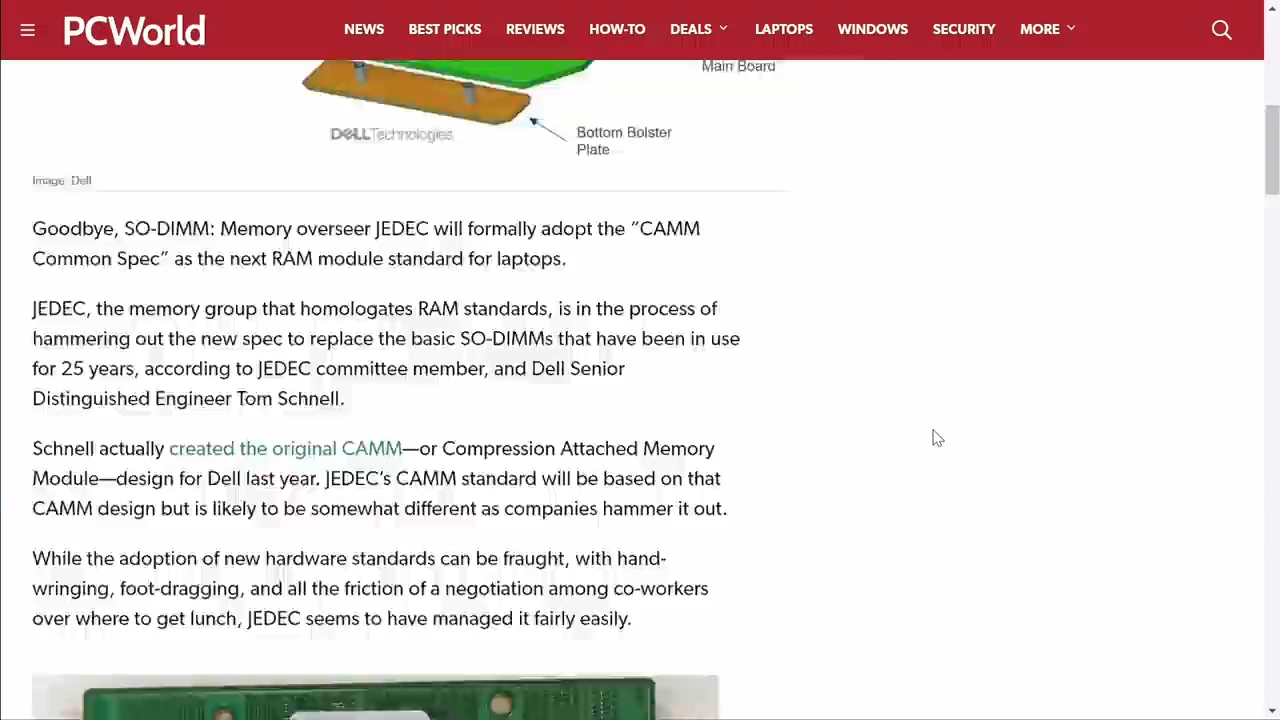 PCWorld
NEWS BEST PICKS REVIEWS HOW-TO DEALS LAPTOPS WINDOWS SECURITY MORE
Main Board
DELLTechnologies
Bottom Bolster
Plate
Image: Dell
Goodbye, SO-DIMM: Memory overseer JEDEC will formally adopt the “CAMM
Common Spec” as the next RAM module standard for laptops.
JEDEC, the memory group that homologates RAM standards, is in the process of
hammering out the new spec to replace the basic SO-DIMMs that have been in use
for 25 years, according to JEDEC committee member, and Dell Senior
Distinguished Engineer Tom Schnell.
Schnell actually created the original CAMM—or Compression Attached Memory
Module—design for Dell last year. JEDEC’s CAMM standard will be based on that
CAMM design but is likely to be somewhat different as companies hammer it out.
While the adoption of new hardware standards can be fraught, with hand-
wringing, foot-dragging, and all the friction of a negotiation among co-workers
over where to get lunch, JEDEC seems to have managed it fairly easily.